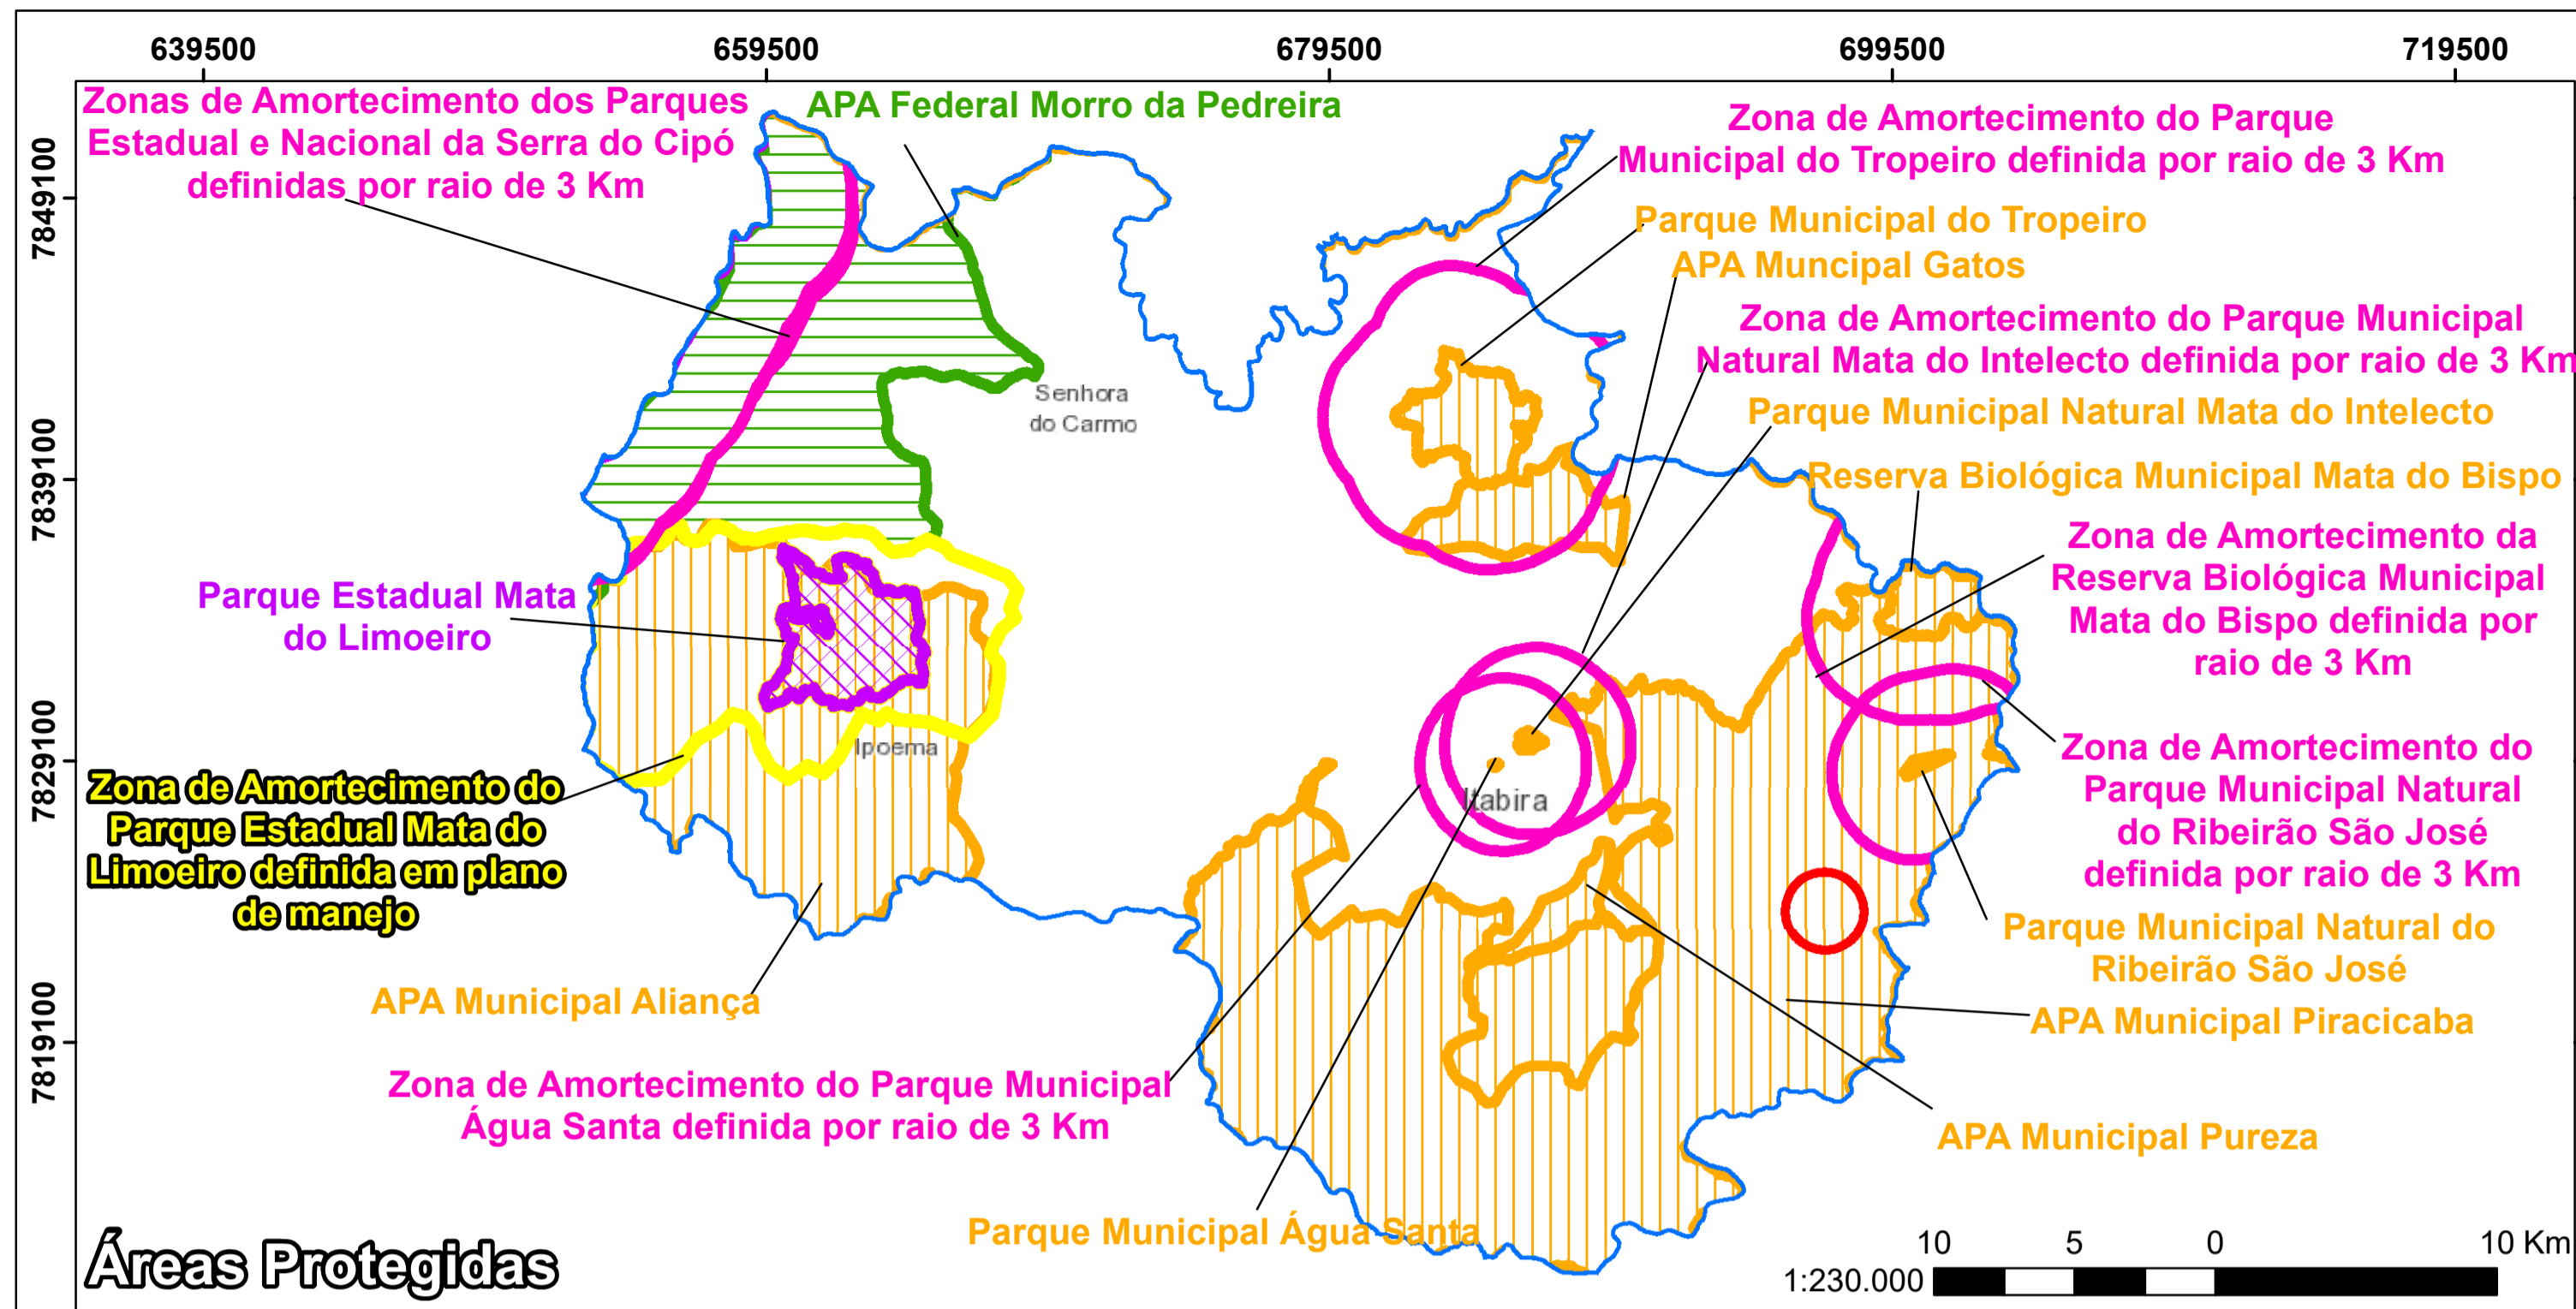 639500
659500
679500
699500
719500
7849100
7839100
7829100
7819100
Zonas de Amortecimento dos Parques
Estadual e Nacional da Serra do Cipó
definidas por raio de 3 Km
APA Federal Morro da Pedreira
Zona de Amortecimento do Parque
Municipal do Tropeiro definida por raio de 3 Km
Parque Municipal do Tropeiro
APA Muncipal Gatos
Zona de Amortecimento do Parque Municipal
Natural Mata do Intelecto definida por raio de 3 Km
Parque Municipal Natural Mata do Intelecto
Reserva Biológica Municipal Mata do Bispo
Zona de Amortecimento da
Reserva Biológica Municipal
Mata do Bispo definida por
raio de 3 Km
Senhora
do Carmo
Parque Estadual Mata
do Limoeiro
Ipoema
Itabira
Zona de Amortecimento do
Parque Estadual Mata do
Limoeiro definida em plano
de manejo
Zona de Amortecimento do
Parque Municipal Natural
do Ribeirão São José
definida por raio de 3 Km
Parque Municipal Natural do
Ribeirão São José
APA Municipal Aliança
APA Municipal Piracicaba
Zona de Amortecimento do Parque Municipal
Água Santa definida por raio de 3 Km
APA Municipal Pureza
Parque Municipal Água Santa
Áreas Protegidas
10 5 0 10 Km
1:230.000